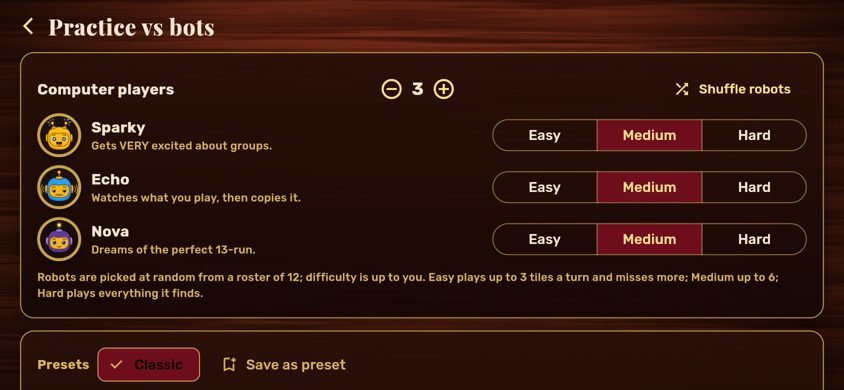 Practice vs bots
Computer players
3
Shuffle robots
Sparky
Gets VERY excited about groups.
Easy
Medium
Hard
Echo
Watches what you play, then copies it.
Easy
Medium
Hard
Nova
Dreams of the perfect 13-run.
Easy
Medium
Hard
Robots are picked at random from a roster of 12; difficulty is up to you. Easy plays up to 3 tiles a turn and misses more; Medium up to 6;
Hard plays everything it finds.
Presets
Classic
Save as preset